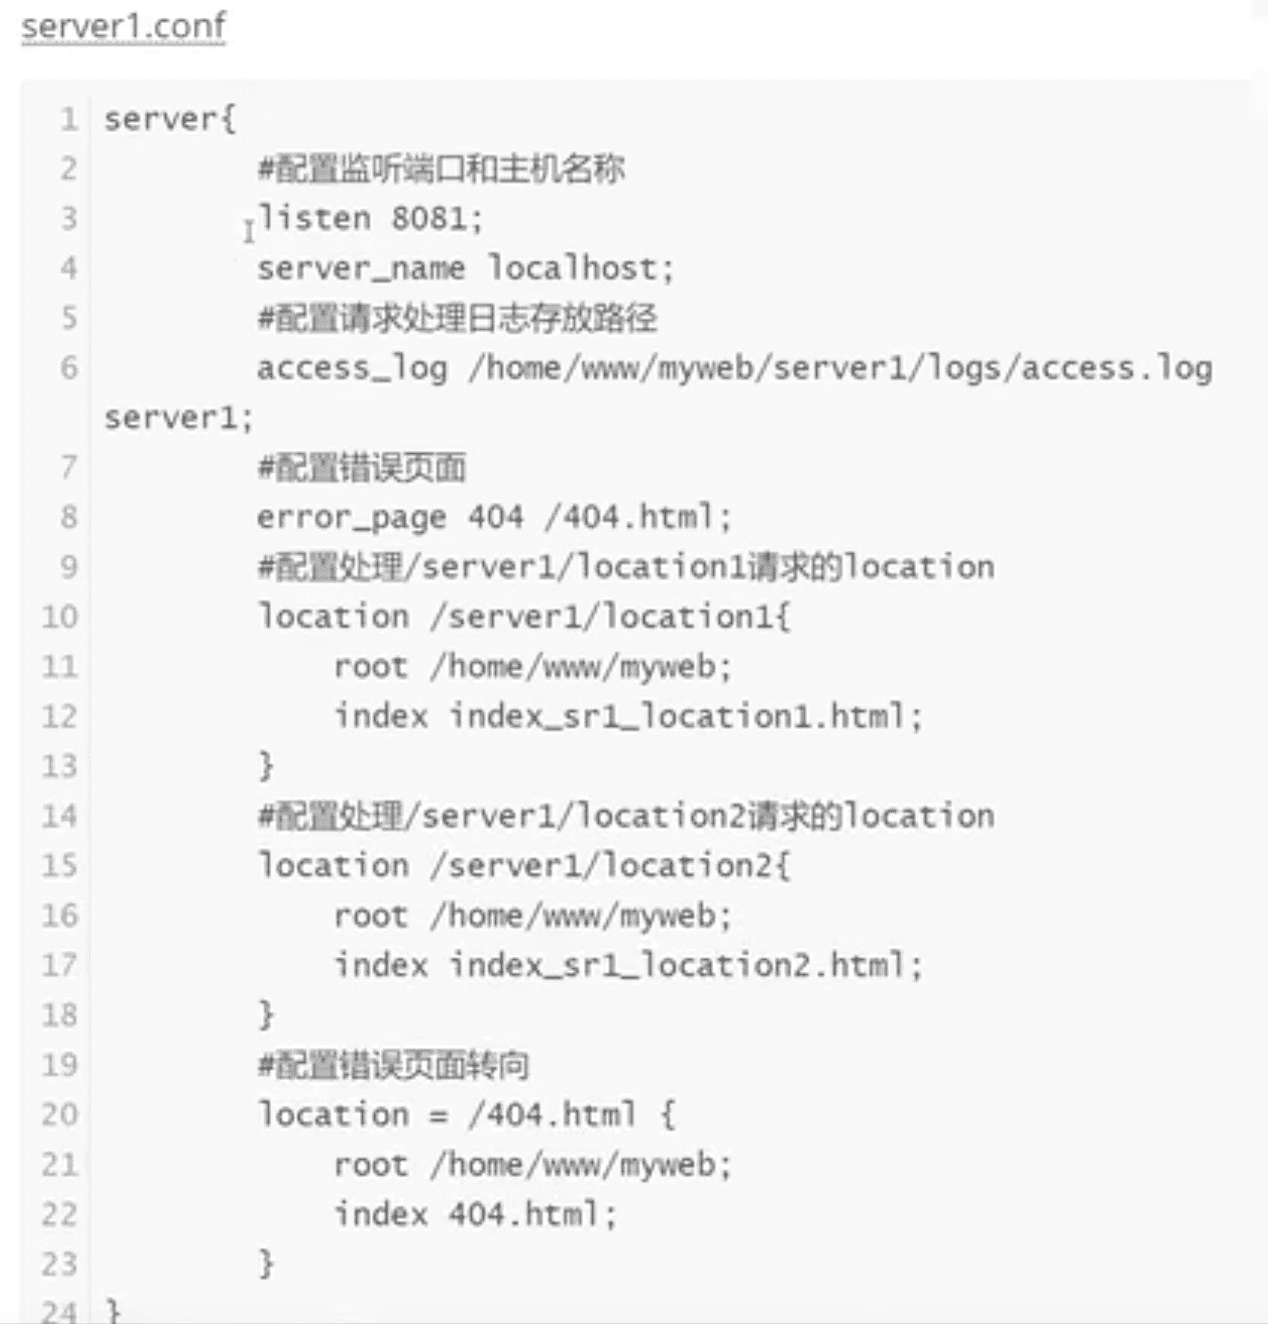 server1.conf
1 server{
2 #配置监听端口和主机名称
3 listen 8081;
4 server_name localhost;
5 #配置请求处理日志存放路径
6 access_log /home/www/myweb/server1/logs/access.log
server1;
7 #配置错误页面
8 error_page 404 /404.html;
9 #配置处理/server1/location1请求的location
10 location /server1/location1{
11 root /home/www/myweb;
12 index index_sr1_location1.html;
13 }
14 #配置处理/server1/location2请求的location
15 location /server1/location2{
16 root /home/www/myweb;
17 index index_sr1_location2.html;
18 }
19 #配置错误页面转向
20 location = /404.html {
21 root /home/www/myweb;
22 index 404.html;
23 }
24 }